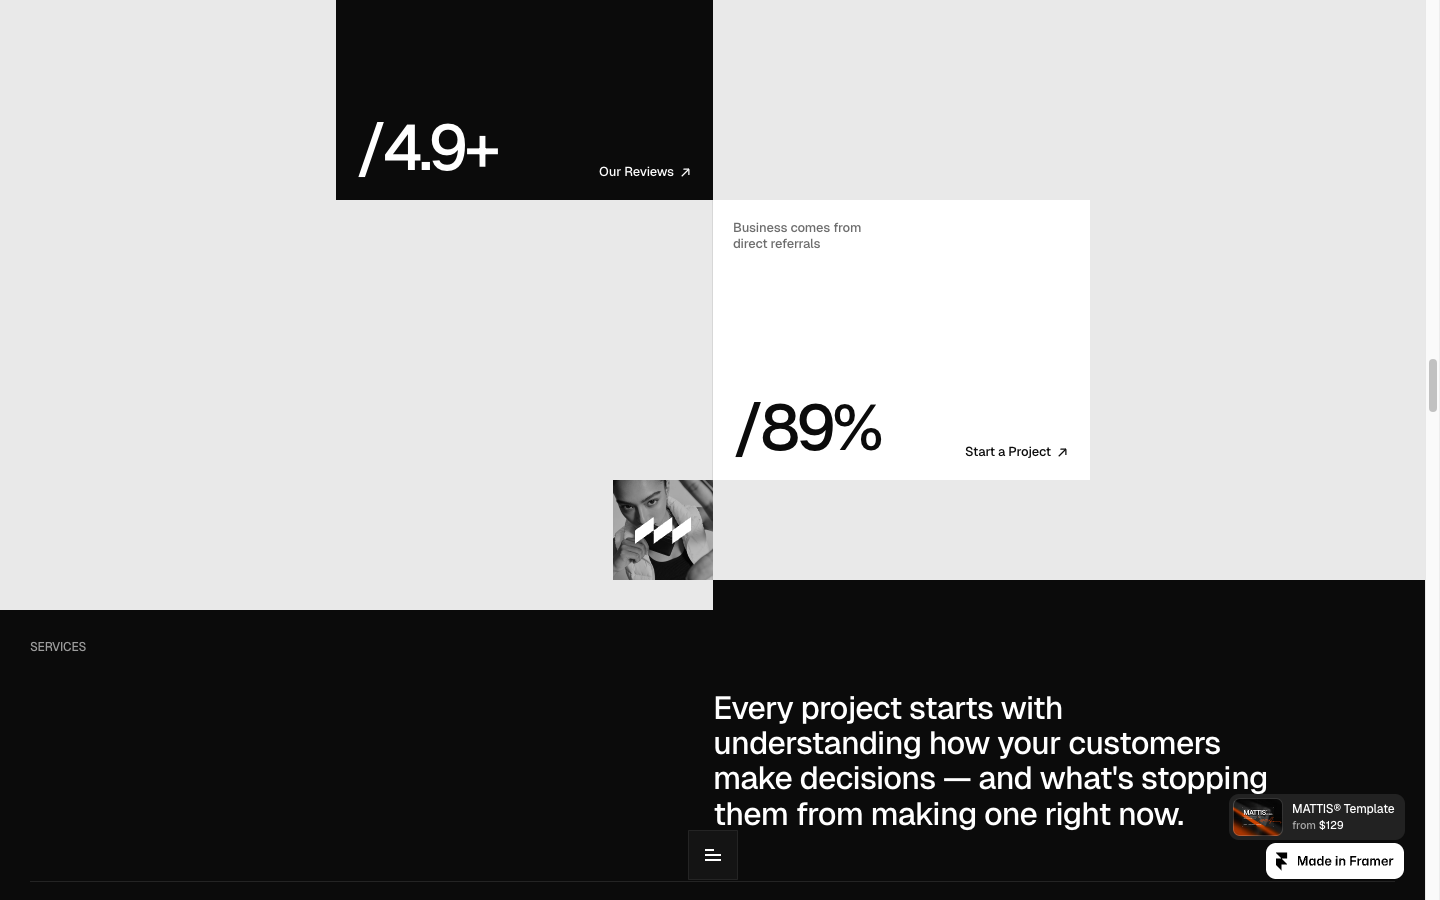 /4.9+
Our Reviews
Business comes from
direct referrals
/89%
Start a Project
SERVICES
Every project starts with
understanding how your customers
make decisions — and what's stopping
them from making one right now.
MATTIS
MATTIS® Template
from $129
Made in Framer